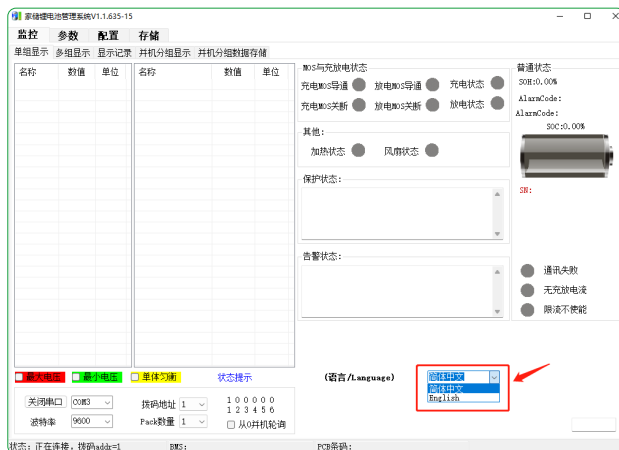 家储锂电池管理系统V1.1.635-15
监控 参数 配置 存储
单组显示 多组显示 显示记录 并机分组显示 并机分组数据存储
名称 数值 单位 名称 数值 单位
MOS与充放电状态
充电MOS导通 放电MOS导通 充电状态
充电MOS关断 放电MOS关断 放电状态
其他:
加热状态 风扇状态
保护状态:
告警状态:
普通状态
SOH:0.00%
AlarmCode:
AlarmCode:
SOC:0.00%
SN:
通讯失败
无充放电流
限流不使能
最大电压 最小电压 单体匀衡 状态提示
(语言/Language)
简体中文
简体中文
English
关闭串口 COM3 拨码地址 1 1 0 0 0 0 0
1 2 3 4 5 6
波特率 9600 Pack数量 1 从0并机轮询
状态: 正在连接, 拨码addr=1 BMS: PCB条码: